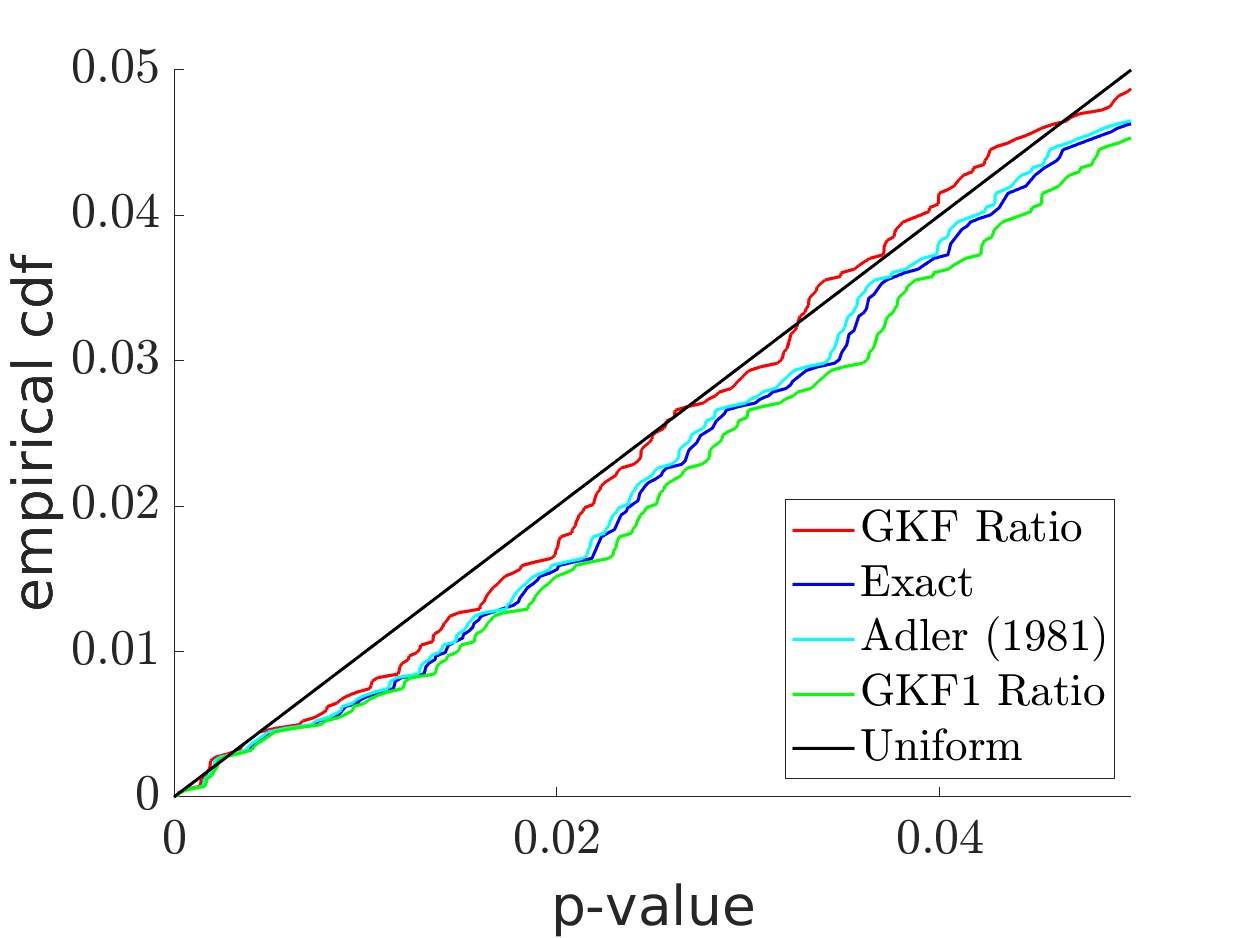 0.05
0.04
0.03
0.02
0.01
0
empirical cdf
GKF Ratio
Exact
Adler (1981)
GKF1 Ratio
Uniform
0 0.02 0.04
p-value